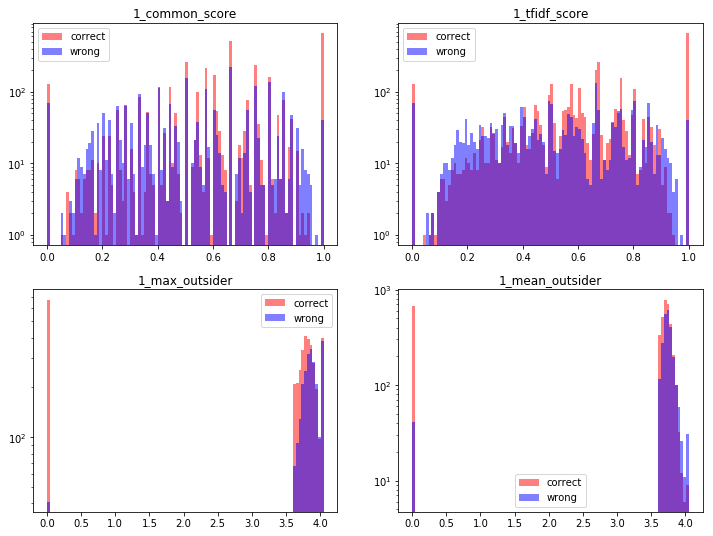 1_common_score
correct
wrong
10²
10¹
10⁰
0.0 0.2 0.4 0.6 0.8 1.0
1_tfidf_score
correct
wrong
10²
10¹
10⁰
0.0 0.2 0.4 0.6 0.8 1.0
1_max_outsider
correct
wrong
10²
0.0 0.5 1.0 1.5 2.0 2.5 3.0 3.5 4.0
1_mean_outsider
10³
10²
10¹
correct
wrong
0.0 0.5 1.0 1.5 2.0 2.5 3.0 3.5 4.0